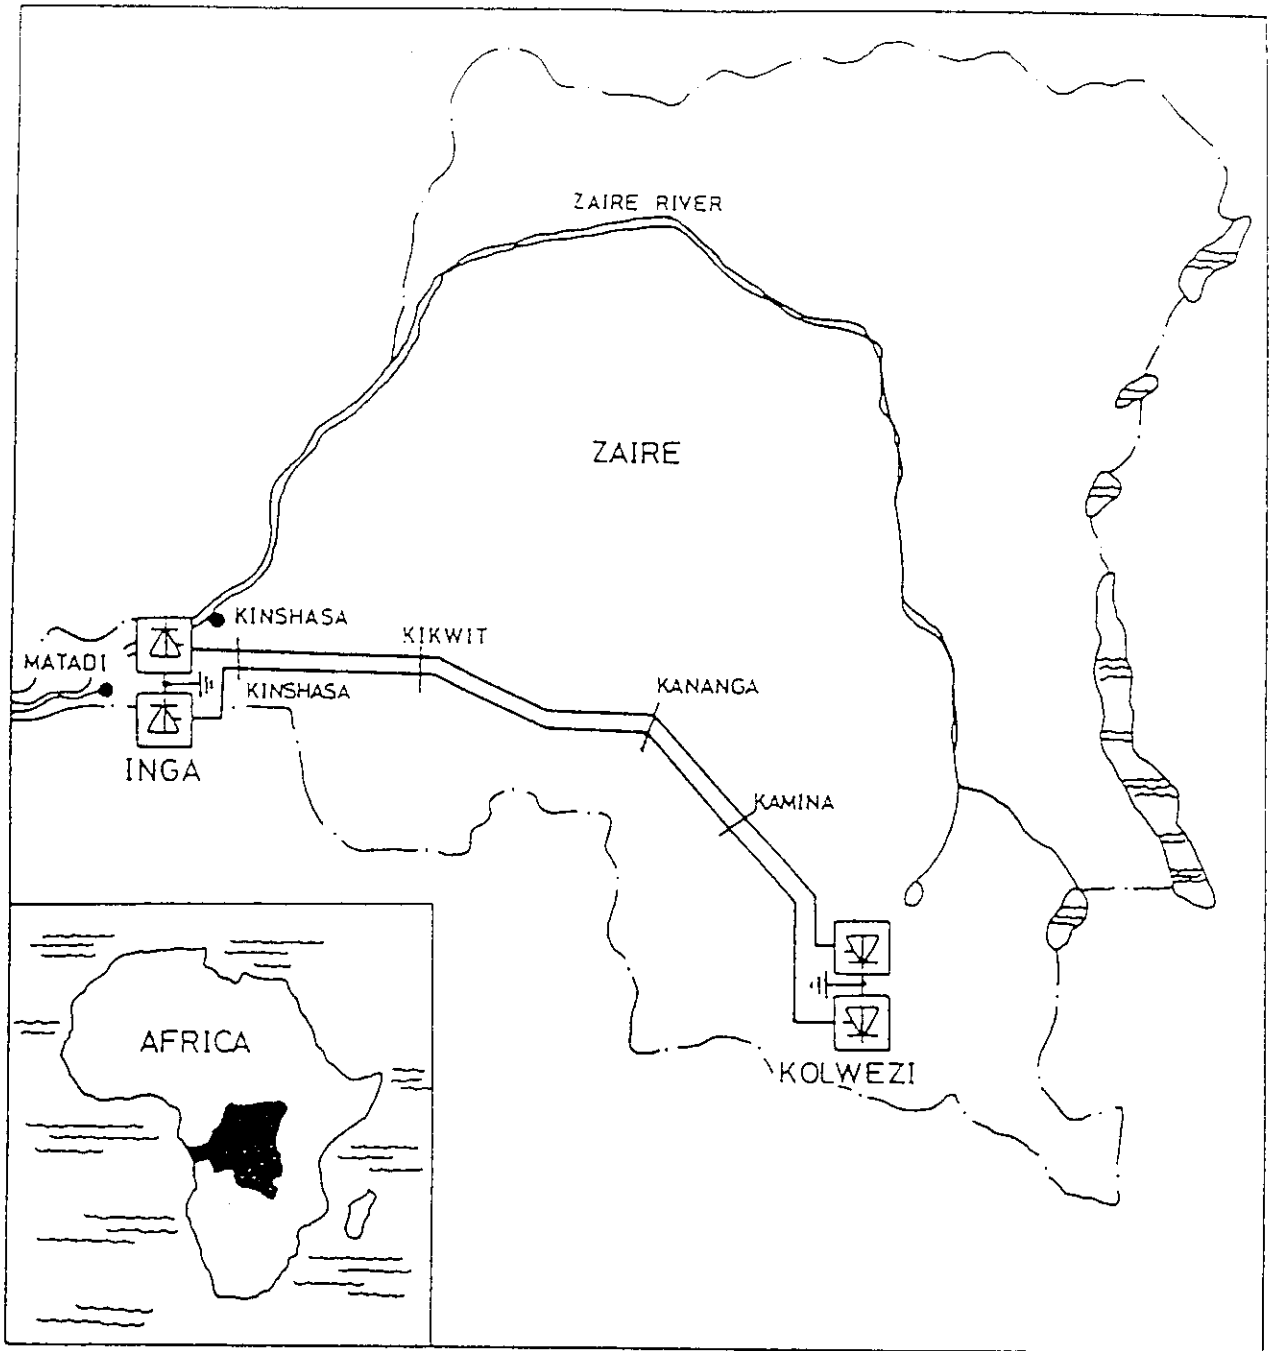 ZAIRE RIVER
ZAIRE
KINSHASA
KIKWIT
MATADI
KINSHASA
KANANGA
INGA
KAMINA
KOLWEZI
AFRICA